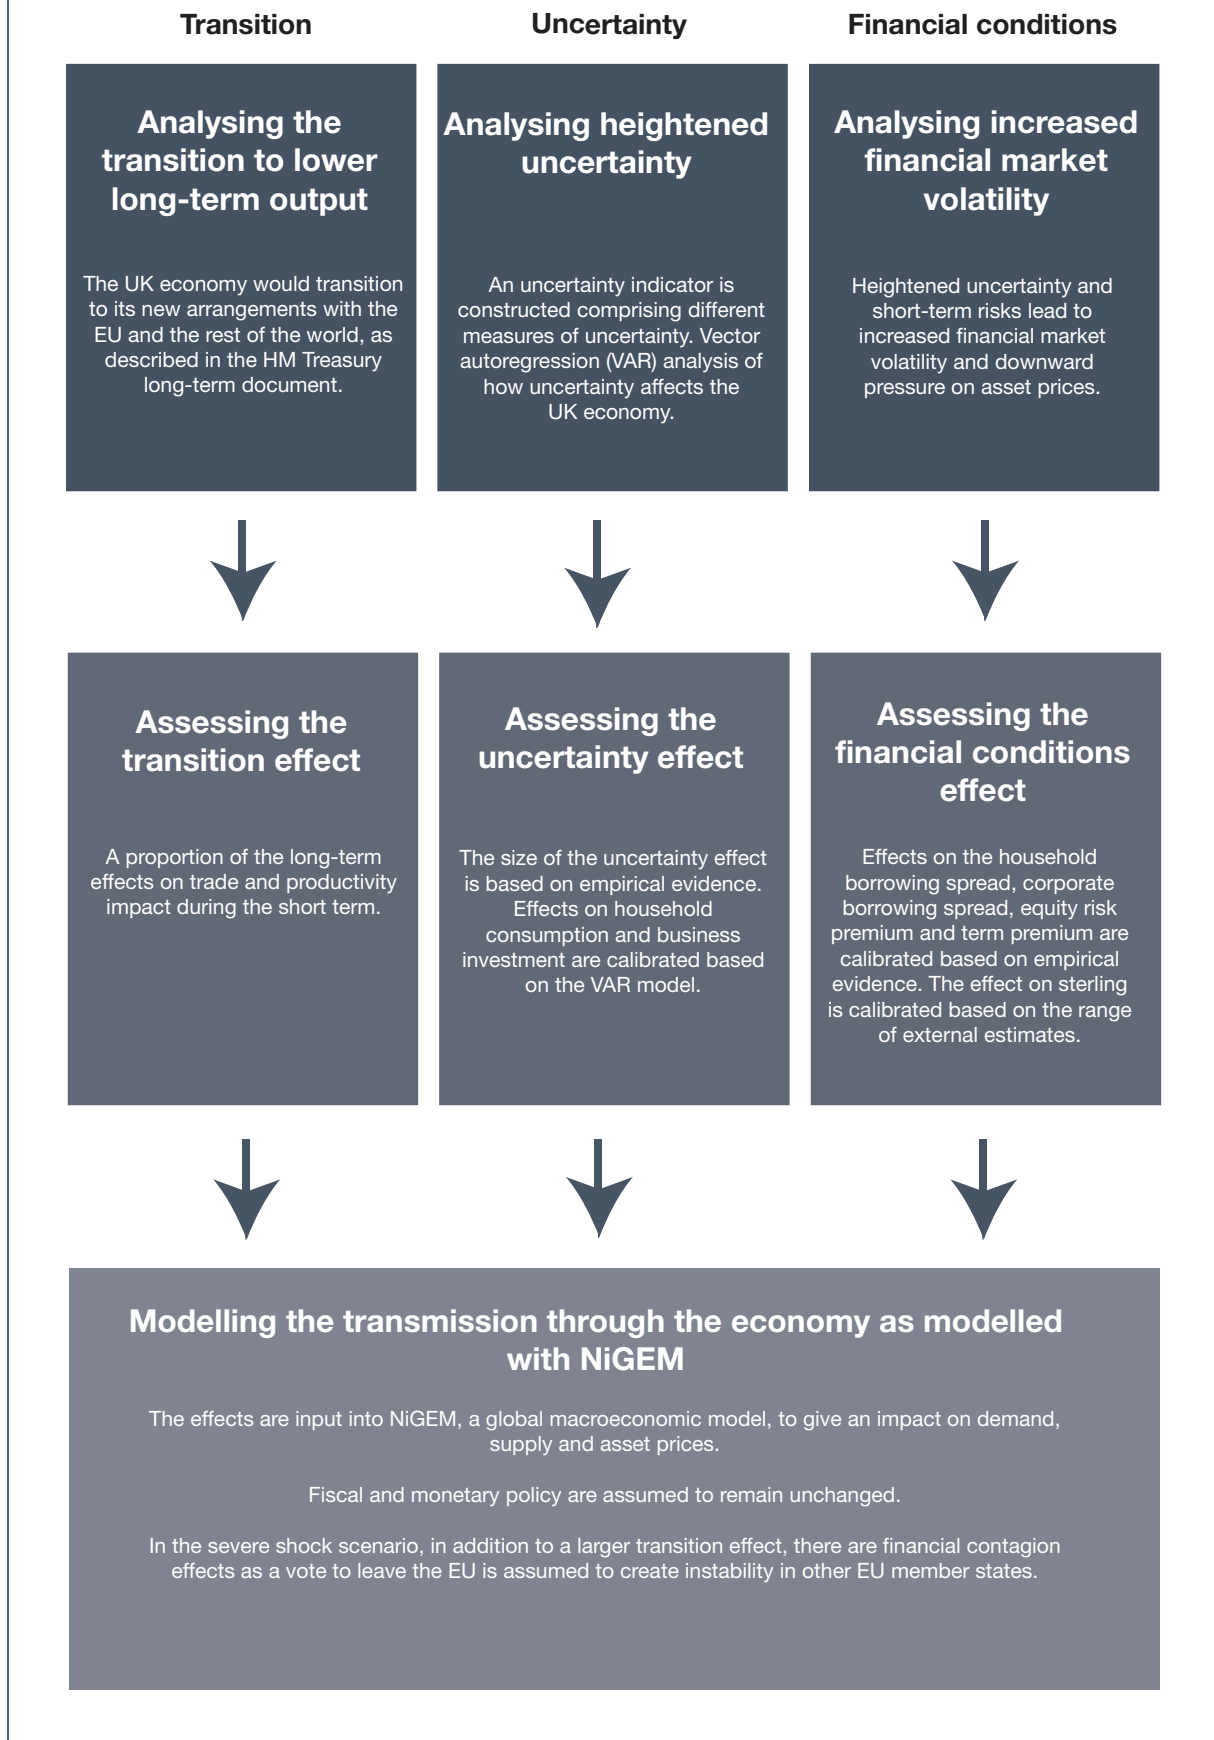 Transition
Uncertainty
Financial conditions
Analysing the
transition to lower
long-term output
The UK economy would transition
to its new arrangements with the
EU and the rest of the world, as
described in the HM Treasury
long-term document.
Analysing heightened
uncertainty
An uncertainty indicator is
constructed comprising different
measures of uncertainty. Vector
autoregression (VAR) analysis of
how uncertainty affects the
UK economy.
Analysing increased
financial market
volatility
Heightened uncertainty and
short-term risks lead to
increased financial market
volatility and downward
pressure on asset prices.
Assessing the
transition effect
A proportion of the long-term
effects on trade and productivity
impact during the short term.
Assessing the
uncertainty effect
The size of the uncertainty effect
is based on empirical evidence.
Effects on household
consumption and business
investment are calibrated based
on the VAR model.
Assessing the
financial conditions
effect
Effects on the household
borrowing spread, corporate
borrowing spread, equity risk
premium and term premium are
calibrated based on empirical
evidence. The effect on sterling
is calibrated based on the range
of external estimates.
Modelling the transmission through the economy as modelled
with NiGEM
The effects are input into NiGEM, a global macroeconomic model, to give an impact on demand,
supply and asset prices.
Fiscal and monetary policy are assumed to remain unchanged.
In the severe shock scenario, in addition to a larger transition effect, there are financial contagion
effects as a vote to leave the EU is assumed to create instability in other EU member states.